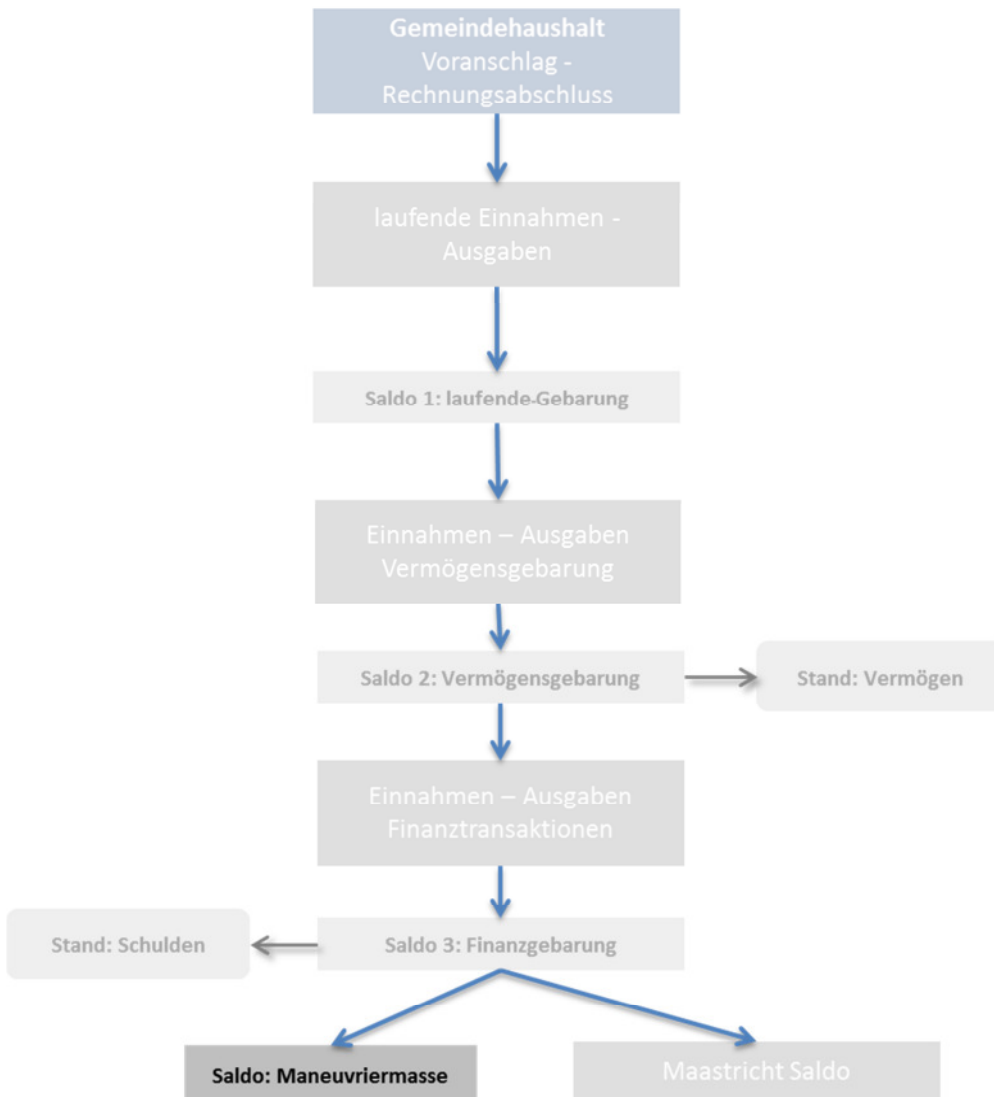 Gemeindehaushalt
Voranschlag -
Rechnungsabschluss
laufende Einnahmen -
Ausgaben
Saldo 1: laufende Gebarung
Einnahmen – Ausgaben
Vermögensgebarung
Saldo 2: Vermögensgebarung
Stand: Vermögen
Einnahmen – Ausgaben
Finanztransaktionen
Stand: Schulden
Saldo 3: Finanzgebarung
Saldo: Maneuvriermasse
Maastricht Saldo